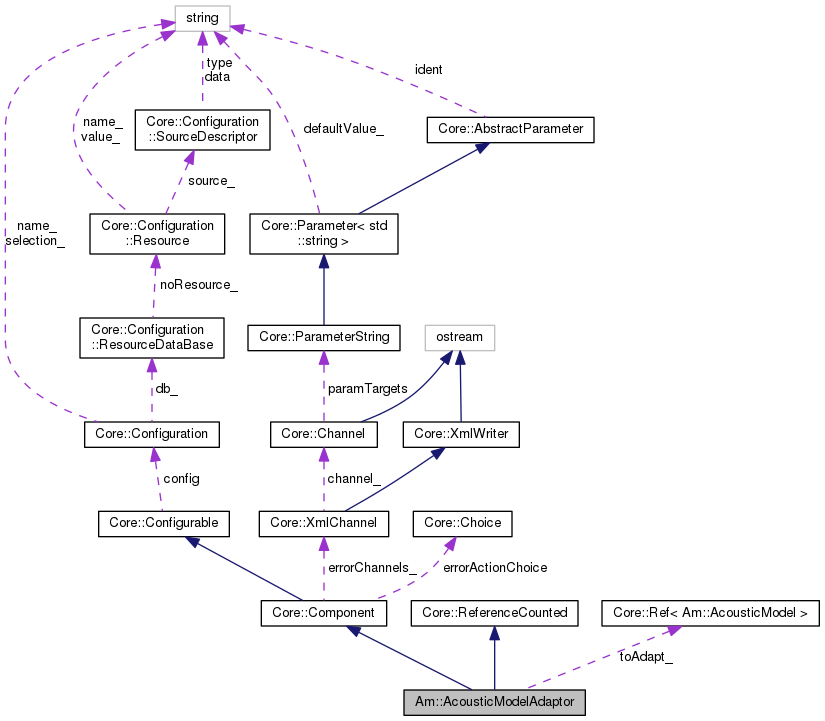 string
type
data
ident
Core::Configuration
::SourceDescriptor
Core::AbstractParameter
name_
value_
defaultValue_
source_
name_
selection_
Core::Configuration
::Resource
Core::Parameter< std
::string >
noResource_
Core::Configuration
::ResourceDataBase
Core::ParameterString
ostream
db_
paramTargets
Core::Configuration
Core::Channel
Core::XmlWriter
config
channel_
Core::Configurable
Core::XmlChannel
Core::Choice
errorChannels_
errorActionChoice
Core::Component
Core::ReferenceCounted
Core::Ref< Am::AcousticModel >
toAdapt_
Am::AcousticModelAdaptor